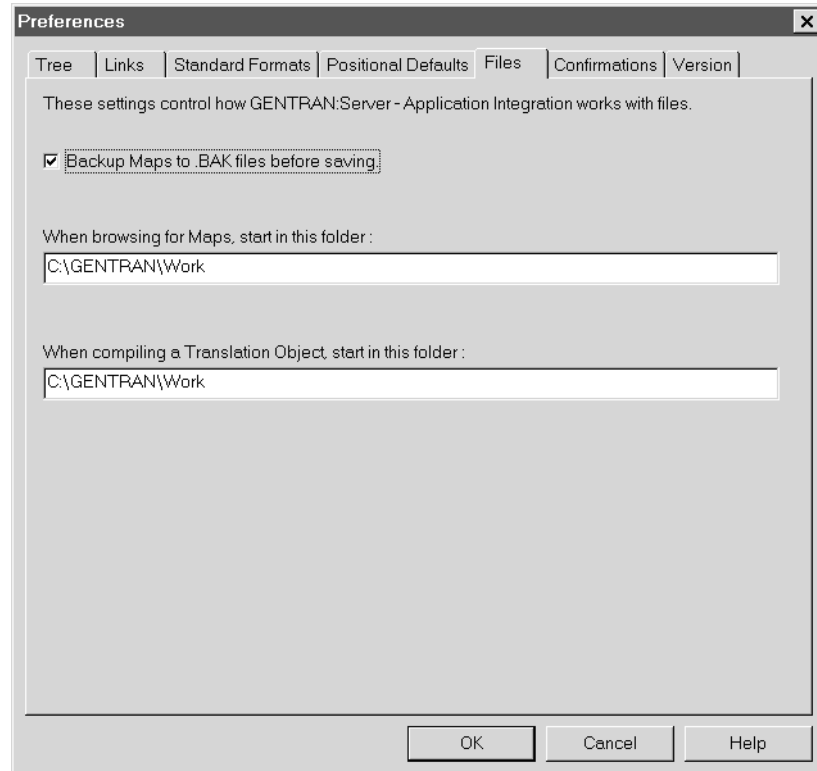 Preferences
Tree Links Standard Formats Positional Defaults Files Confirmations Version
These settings control how GENTRAN:Server - Application Integration works with files.
Backup Maps to .BAK files before saving.
When browsing for Maps, start in this folder :
C:\GENTRAN\Work
When compiling a Translation Object, start in this folder :
C:\GENTRAN\Work
OK Cancel Help